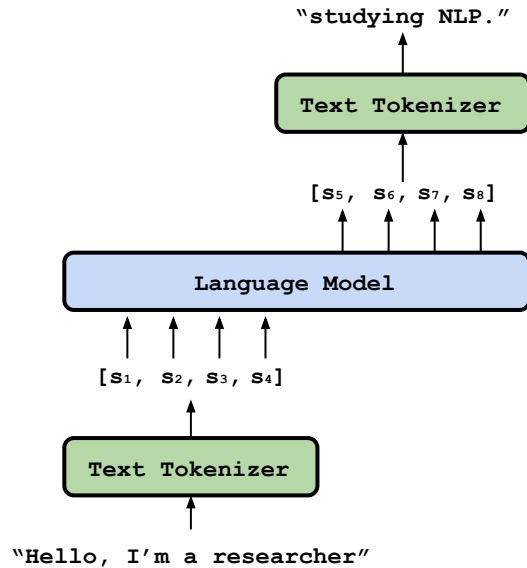 “studying NLP.”
Text Tokenizer
[s₅, s₆, s₇, s₈]
Language Model
[s₁, s₂, s₃, s₄]
Text Tokenizer
“Hello, I’m a researcher”